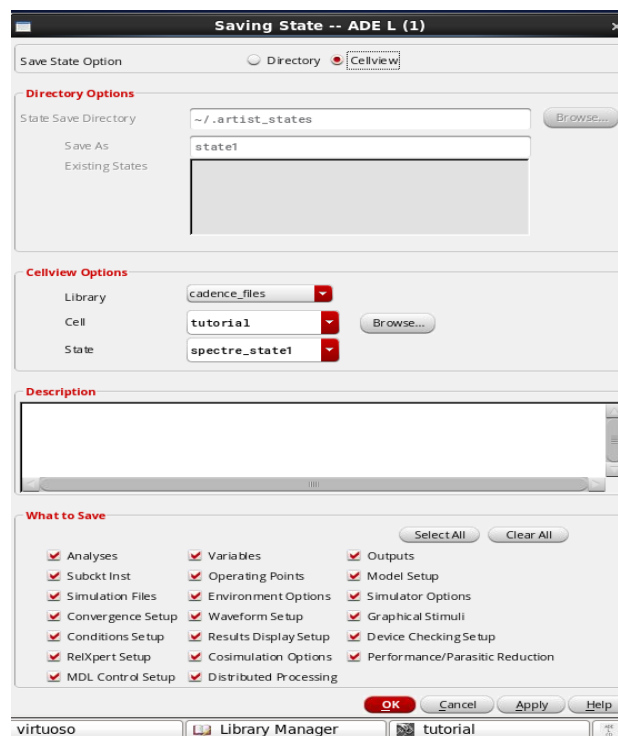 Saving State -- ADE L (1)
Save State Option Directory Cellview
Directory Options
State Save Directory ~/.artist_states Browse...
Save As state1
Existing States
Cellview Options
Library cadence_files
Cell tutorial Browse...
State spectre_state1
Description
What to Save
Select All Clear All
Analyses Variables Outputs
Subckt Inst Operating Points Model Setup
Simulation Files Environment Options Simulator Options
Convergence Setup Waveform Setup Graphical Stimuli
Conditions Setup Results Display Setup Device Checking Setup
RelXpert Setup Cosimulation Options Performance/Parasitic Reduction
MDL Control Setup Distributed Processing
OK Cancel Apply Help
virtuoso Library Manager tutorial